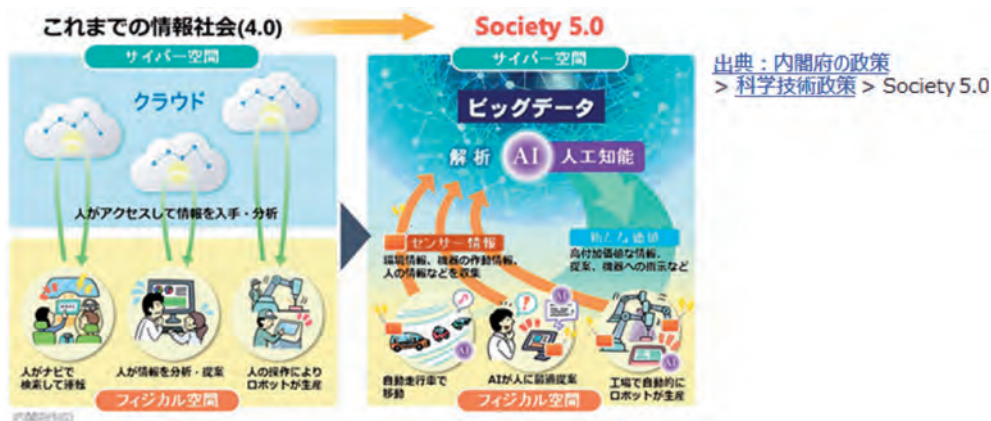 これまでの情報社会(4.0)
サイバー空間
クラウド
人がアクセスして情報を入手・分析
人がナビで
検索して運転
人が情報を分析・提案
人の操作により
ロボットが生産
フィジカル空間
Society 5.0
サイバー空間
ビッグデータ
解析 AI 人工知能
センサー情報
環境情報、機器の作動情報、
人の情報などを収集
新たな価値
高付加価値な情報、
提案、機器への指示など
AI
AI
AI
自動走行車で
移動
AIが人に最適提案
工場で自動的に
ロボットが生産
フィジカル空間
出典：内閣府の政策
> 科学技術政策 > Society 5.0